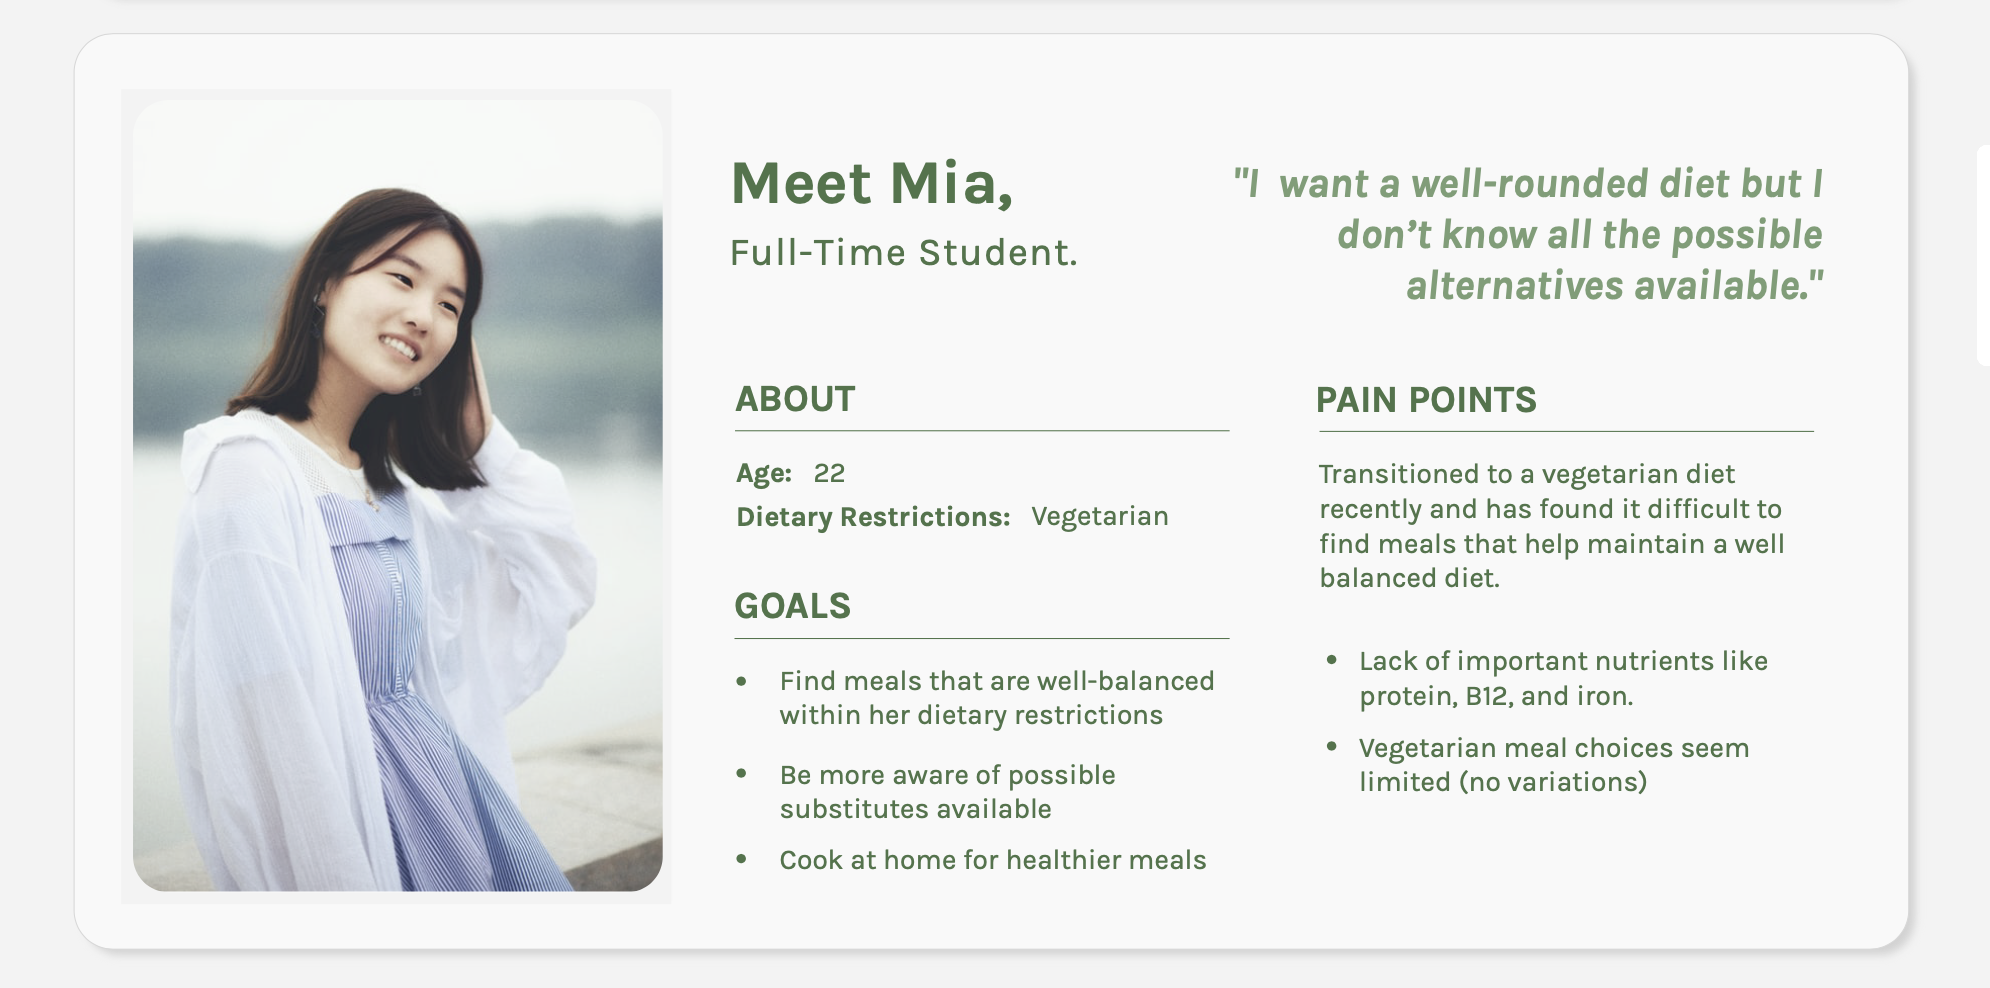 Meet Mia,
Full-Time Student.
"I  want a well-rounded diet but I
don’t know all the possible
alternatives available."
ABOUT
Age: 22
Dietary Restrictions: Vegetarian
GOALS
• Find meals that are well-balanced
within her dietary restrictions
• Be more aware of possible
substitutes available
• Cook at home for healthier meals
PAIN POINTS
Transitioned to a vegetarian diet
recently and has found it difficult to
find meals that help maintain a well
balanced diet.
• Lack of important nutrients like
protein, B12, and iron.
• Vegetarian meal choices seem
limited (no variations)